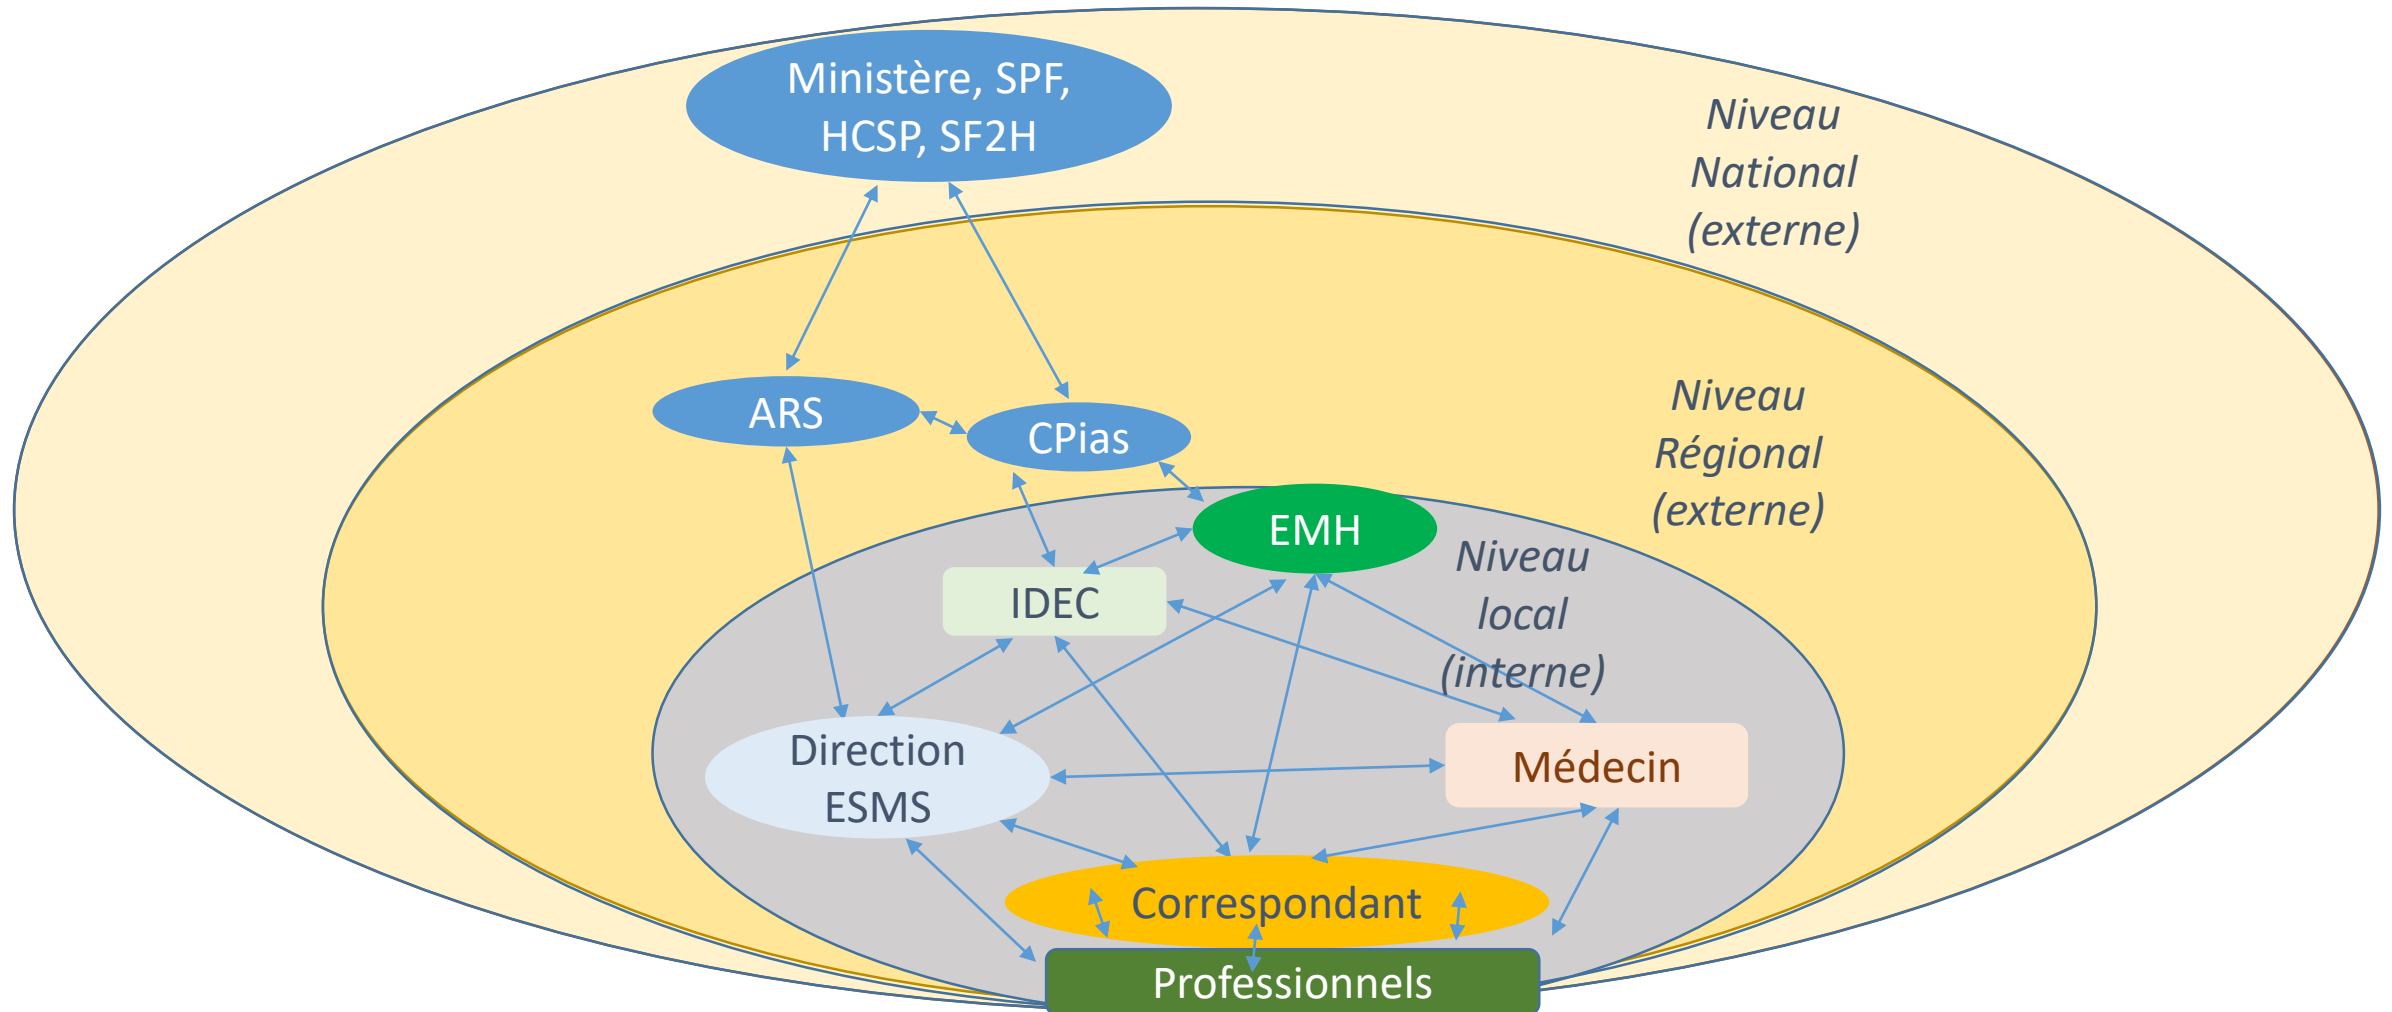 Ministère, SPF,
HCSP, SF2H
Niveau
National
(externe)
ARS
CPias
Niveau
Régional
(externe)
EMH
IDEC
Niveau
local
(interne)
Direction
ESMS
Médecin
Correspondant
Professionnels